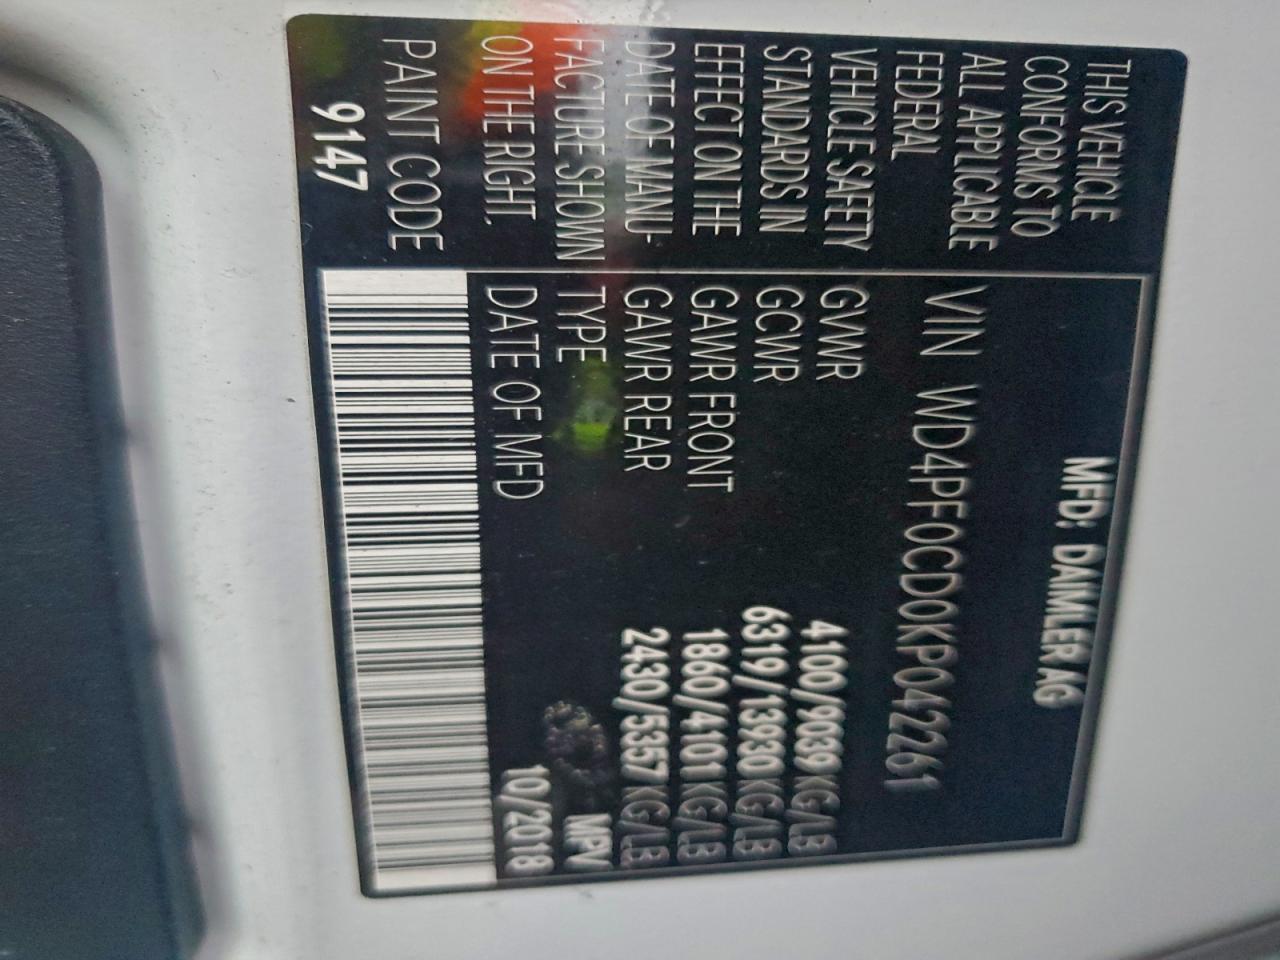 THIS VEHICLE
CONFORMS TO
ALL APPLICABLE
FEDERAL
VEHICLE SAFETY
STANDARDS IN
EFFECT ON THE
DATE OF MANU-
FACTURE SHOWN
ON THE RIGHT.
PAINT CODE
9147
MFD: DAIMLER AG
VIN WD4PF0CD0KP042261
GVWR 4100/9039 KG/LB
GCWR 6319/13930 KG/LB
GAWR FRONT 1860/4101 KG/LB
GAWR REAR 2430/5357 KG/LB
TYPE MPV
DATE OF MFD 10/2018